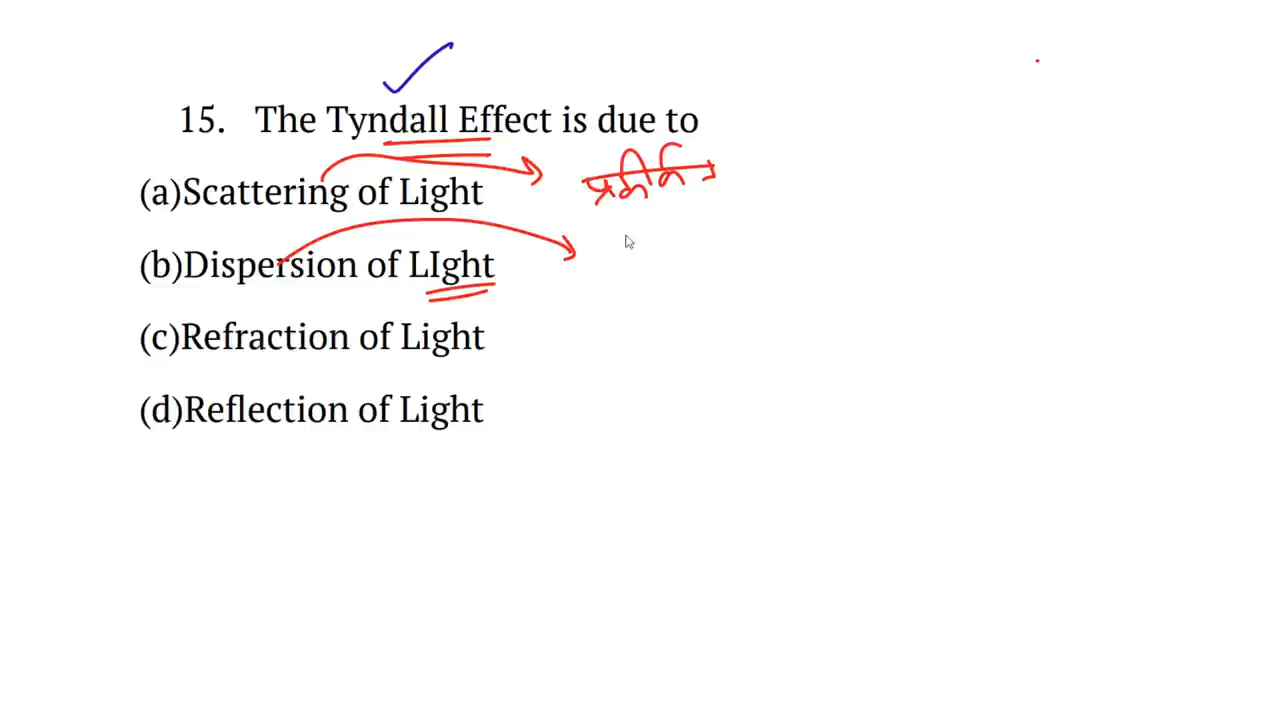 15. The Tyndall Effect is due to
(a)Scattering of Light
(b)Dispersion of LIght
(c)Refraction of Light
(d)Reflection of Light